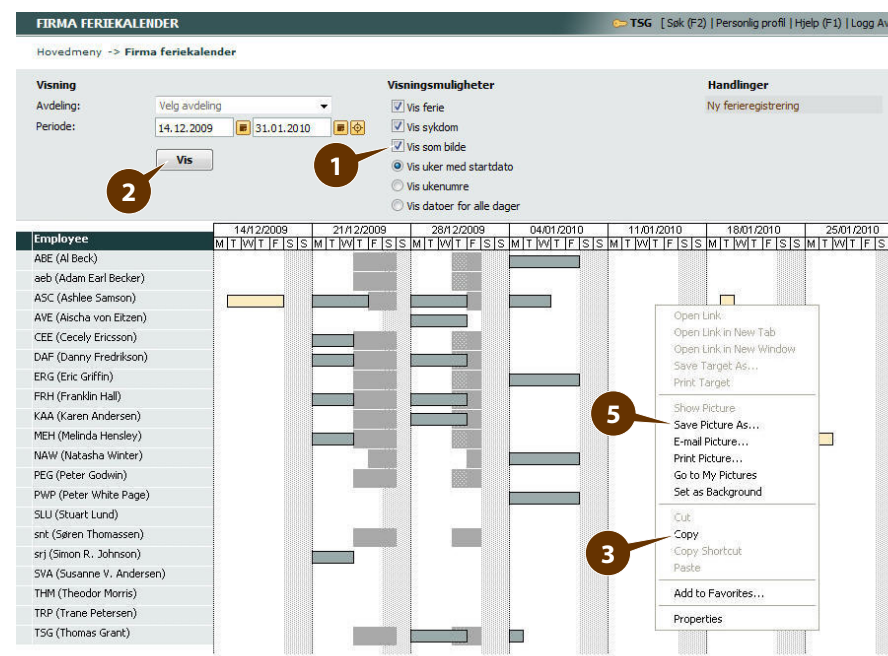 FIRMA FERIEKALENDER
TSG [ Søk (F2) | Personlig profil | Hjelp (F1) | Logg Av
Hovedmeny -> Firma feriekalender
Visning
Visningsmuligheter
Handlinger
Avdeling: Velg avdeling
Vis ferie
Ny ferieregistrering
Periode: 14.12.2009 31.01.2010
Vis sykdom
1
Vis som bilde
2
Vis
Vis uker med startdato
Vis ukenumre
Vis datoer for alle dager
Employee
14/12/2009 21/12/2009 28/12/2009 04/01/2010 11/01/2010 18/01/2010 25/01/2010
M T W T F S S M T W T F S S M T W T F S S M T W T F S S M T W T F S S M T W T F S S M T W T F S
ABE (Al Beck)
aeb (Adam Earl Becker)
ASC (Ashlee Samson)
AVE (Aischa von Eitzen)
CEE (Cecely Ericsson)
DAF (Danny Fredrikson)
ERG (Eric Griffin)
FRH (Franklin Hall)
KAA (Karen Andersen)
MEH (Melinda Hensley)
NAW (Natasha Winter)
PEG (Peter Godwin)
PWP (Peter White Page)
SLU (Stuart Lund)
snt (Søren Thomassen)
srj (Simon R. Johnson)
SVA (Susanne V. Andersen)
THM (Theodor Morris)
TRP (Trane Petersen)
TSG (Thomas Grant)
Open Link
Open Link in New Tab
Open Link in New Window
Save Target As...
Print Target
Show Picture
5
Save Picture As...
E-mail Picture...
Print Picture...
Go to My Pictures
Set as Background
Cut
3
Copy
Copy Shortcut
Paste
Add to Favorites...
Properties